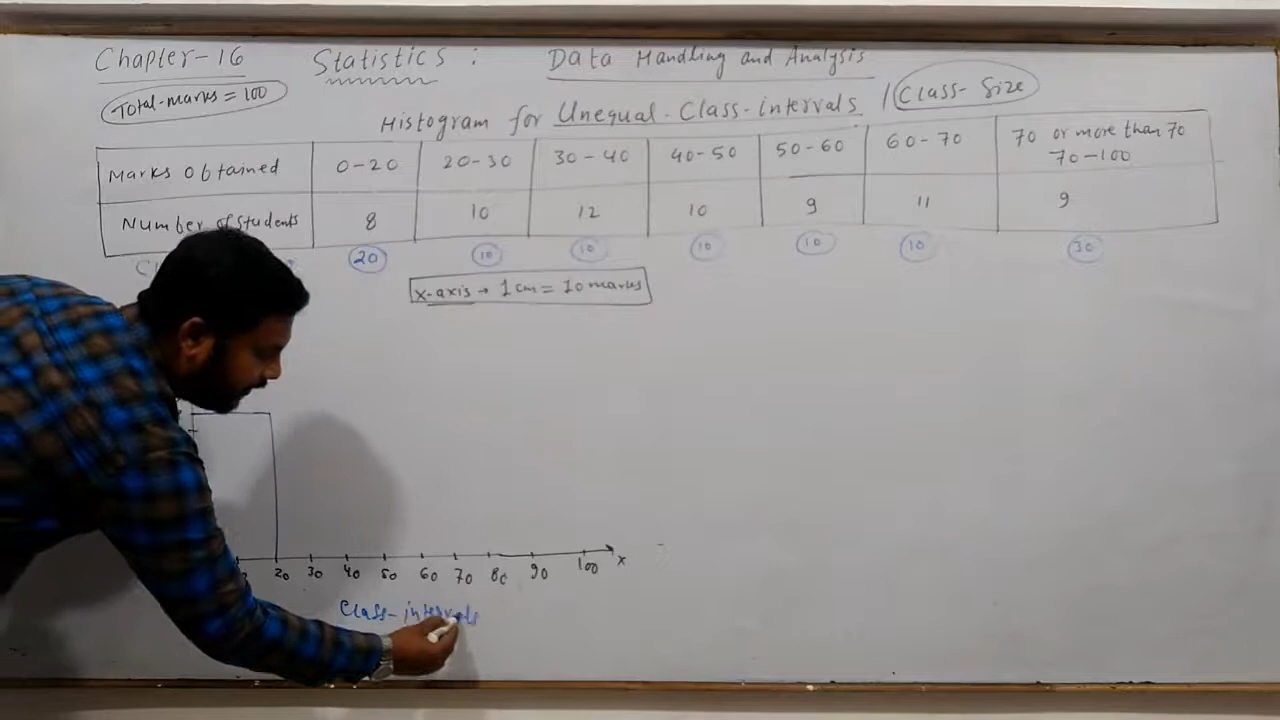 Chapter-16 Statistics : Data Handling and Analysis
Total-marks = 100
Histogram for Unequal-Class-intervals / Class-Size
Marks Obtained 0-20 20-30 30-40 40-50 50-60 60-70 70 or more than 70
70-100
Number of students 8 10 12 10 9 11 9
20 10 10 10 10 10 30
x-axis → 1 cm = 10 marks
20 30 40 50 60 70 80 90 100 x
Class-intervals